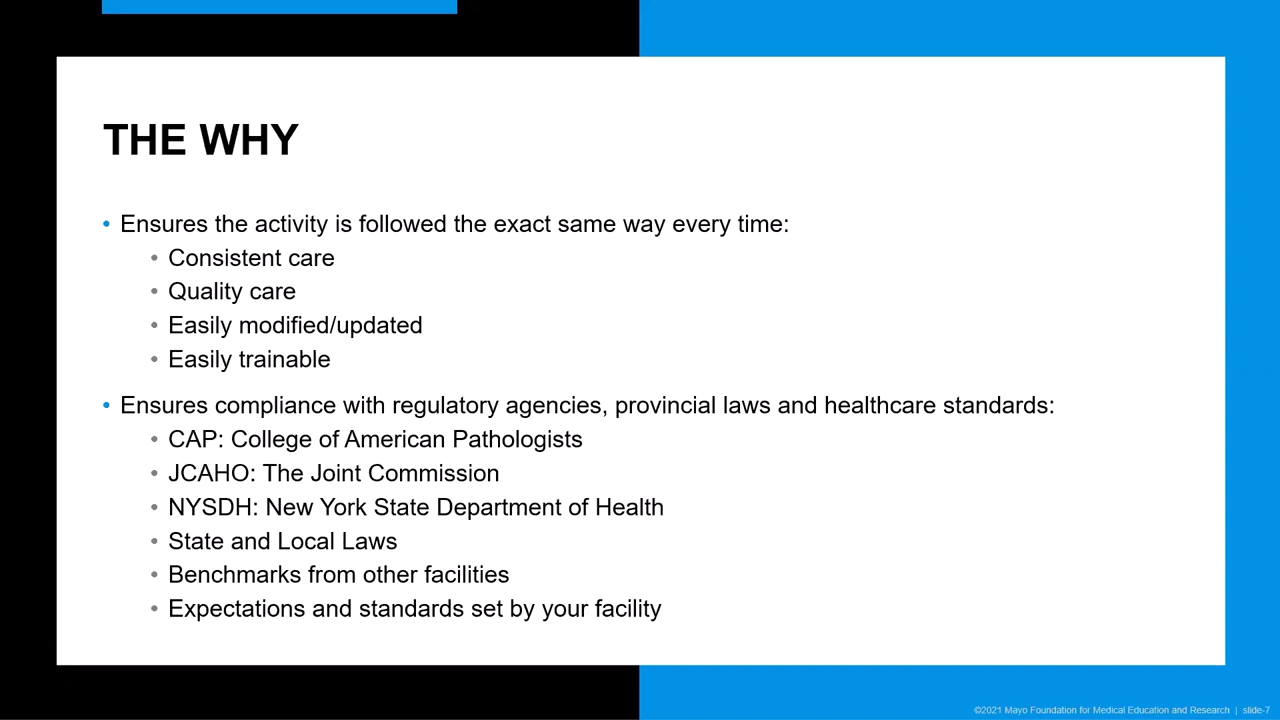 THE WHY
• Ensures the activity is followed the exact same way every time:
• Consistent care
• Quality care
• Easily modified/updated
• Easily trainable
• Ensures compliance with regulatory agencies, provincial laws and healthcare standards:
• CAP: College of American Pathologists
• JCAHO: The Joint Commission
• NYSDH: New York State Department of Health
• State and Local Laws
• Benchmarks from other facilities
• Expectations and standards set by your facility
©2021 Mayo Foundation for Medical Education and Research | slide-7